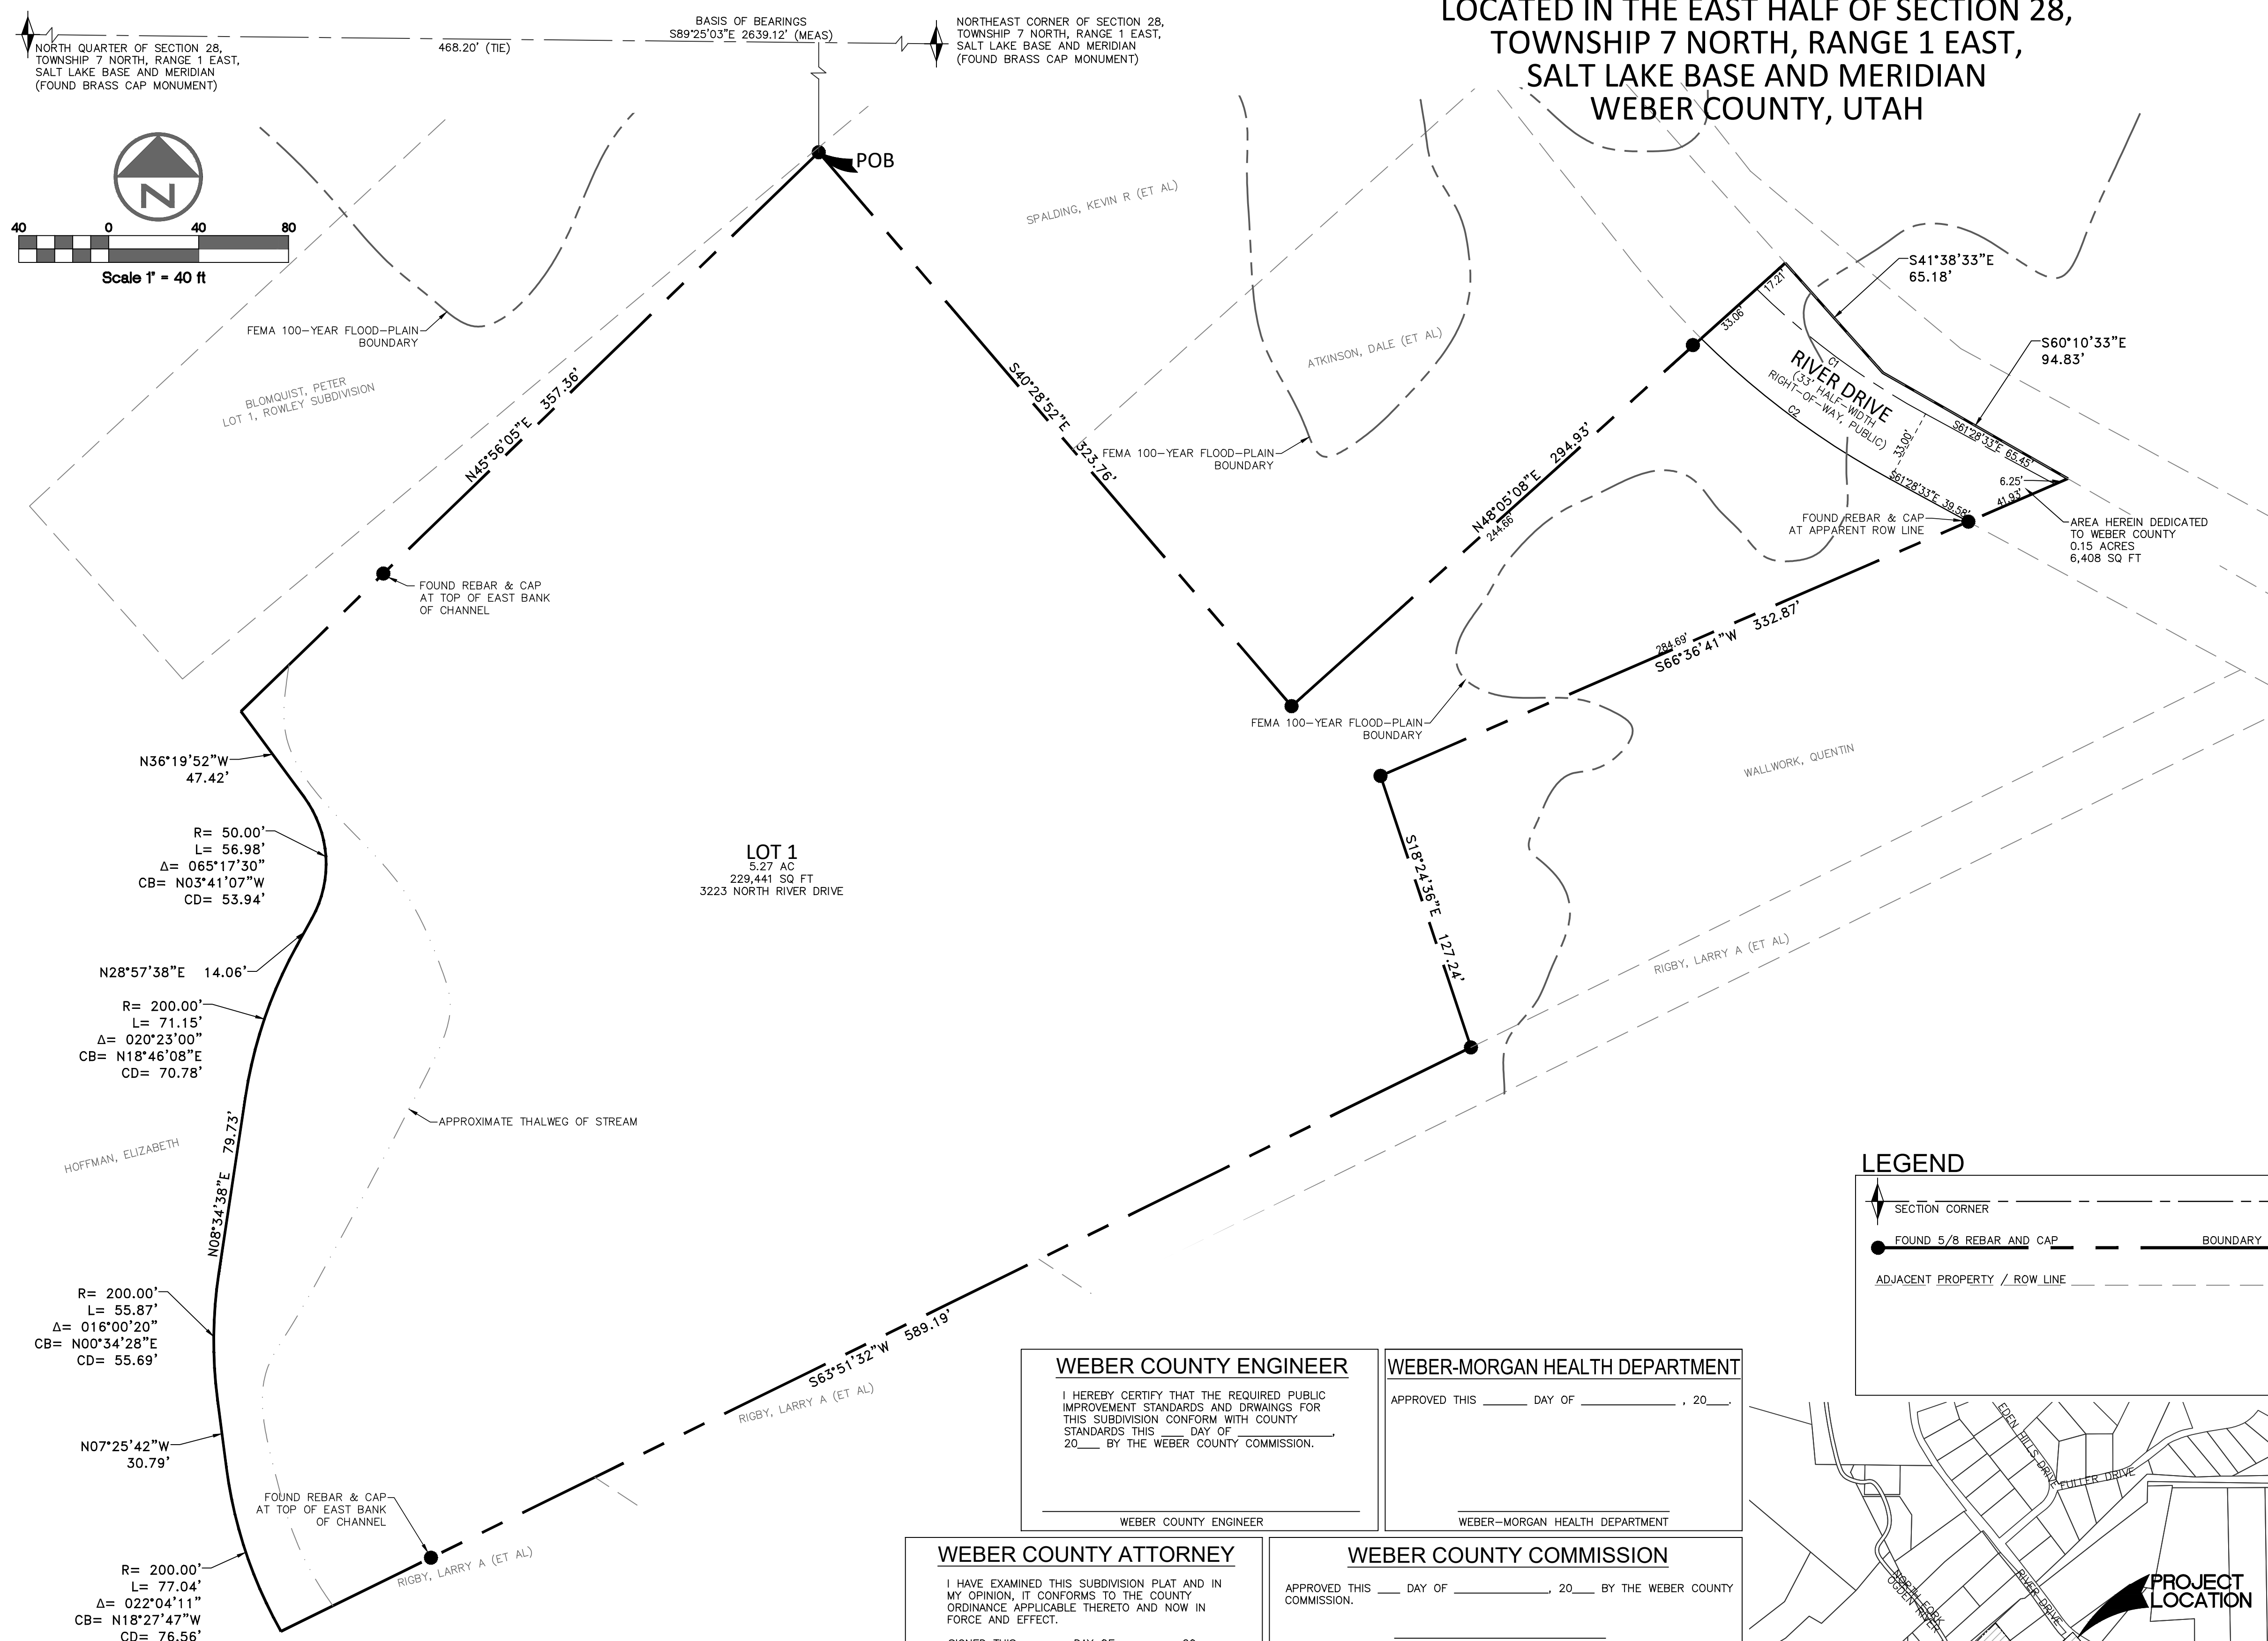 LOCATED IN THE EAST HALF OF SECTION 28,
TOWNSHIP 7 NORTH, RANGE 1 EAST,
SALT LAKE BASE AND MERIDIAN
WEBER COUNTY, UTAH
NORTH QUARTER OF SECTION 28,
TOWNSHIP 7 NORTH, RANGE 1 EAST,
SALT LAKE BASE AND MERIDIAN
(FOUND BRASS CAP MONUMENT)
468.20' (TIE)
BASIS OF BEARINGS
S89°25'03"E 2639.12' (MEAS)
NORTHEAST CORNER OF SECTION 28,
TOWNSHIP 7 NORTH, RANGE 1 EAST,
SALT LAKE BASE AND MERIDIAN
(FOUND BRASS CAP MONUMENT)
POB
N
40 0 40 80
Scale 1" = 40 ft
FEMA 100-YEAR FLOOD-PLAIN
BOUNDARY
BLOMQUIST, PETER
LOT 1, ROWLEY SUBDIVISION
N45°56'05"E 357.36'
SPALDING, KEVIN R (ET AL)
ATKINSON, DALE (ET AL)
S40°28'52"E 323.76'
FEMA 100-YEAR FLOOD-PLAIN
BOUNDARY
N48°05'08"E 294.93'
244.66'
33.06'
17.21'
S41°38'33"E
65.18'
S60°10'33"E
94.83'
RIVER DRIVE
(33' HALF-WIDTH
RIGHT-OF-WAY, PUBLIC)
C1
C2
33.00'
S61°28'33"E 65.45'
S61°28'33"E 39.58'
6.25'
41.93'
FOUND REBAR & CAP
AT APPARENT ROW LINE
AREA HEREIN DEDICATED
TO WEBER COUNTY
0.15 ACRES
6,408 SQ FT
FOUND REBAR & CAP
AT TOP OF EAST BANK
OF CHANNEL
284.69'
S66°36'41"W 332.87'
FEMA 100-YEAR FLOOD-PLAIN
BOUNDARY
WALLWORK, QUENTIN
N36°19'52"W
47.42'
R= 50.00'
L= 56.98'
Δ= 065°17'30"
CB= N03°41'07"W
CD= 53.94'
LOT 1
5.27 AC
229,441 SQ FT
3223 NORTH RIVER DRIVE
S18°24'36"E 127.24'
RIGBY, LARRY A (ET AL)
N28°57'38"E 14.06'
R= 200.00'
L= 71.15'
Δ= 020°23'00"
CB= N18°46'08"E
CD= 70.78'
APPROXIMATE THALWEG OF STREAM
HOFFMAN, ELIZABETH
N08°34'38"E 79.73'
R= 200.00'
L= 55.87'
Δ= 016°00'20"
CB= N00°34'28"E
CD= 55.69'
S63°51'32"W 589.19'
RIGBY, LARRY A (ET AL)
N07°25'42"W
30.79'
FOUND REBAR & CAP
AT TOP OF EAST BANK
OF CHANNEL
RIGBY, LARRY A (ET AL)
R= 200.00'
L= 77.04'
Δ= 022°04'11"
CB= N18°27'47"W
CD= 76.56'
LEGEND
SECTION CORNER
FOUND 5/8 REBAR AND CAP
BOUNDARY
ADJACENT PROPERTY / ROW LINE
WEBER COUNTY ENGINEER
I HEREBY CERTIFY THAT THE REQUIRED PUBLIC
IMPROVEMENT STANDARDS AND DRWAINGS FOR
THIS SUBDIVISION CONFORM WITH COUNTY
STANDARDS THIS ___ DAY OF ____________,
20___ BY THE WEBER COUNTY COMMISSION.
WEBER COUNTY ENGINEER
WEBER-MORGAN HEALTH DEPARTMENT
APPROVED THIS ______ DAY OF ____________ , 20___.
WEBER-MORGAN HEALTH DEPARTMENT
WEBER COUNTY ATTORNEY
I HAVE EXAMINED THIS SUBDIVISION PLAT AND IN
MY OPINION, IT CONFORMS TO THE COUNTY
ORDINANCE APPLICABLE THERETO AND NOW IN
FORCE AND EFFECT.
WEBER COUNTY COMMISSION
APPROVED THIS ___ DAY OF ____________, 20___ BY THE WEBER COUNTY
COMMISSION.
EDEN HILLS DRIVE
FULLER DRIVE
NORTH FORK
OGDEN RIVER
RIVER DRIVE
PROJECT
LOCATION